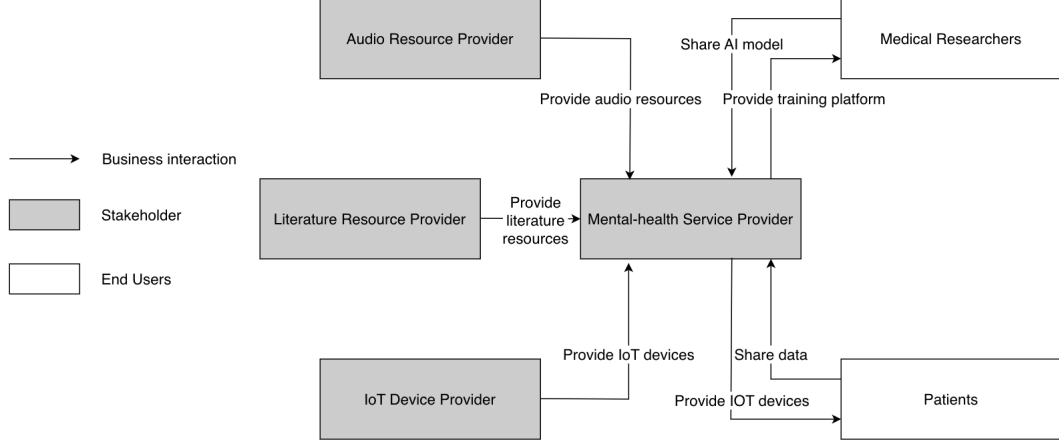 Audio Resource Provider
Share AI model
Medical Researchers
Provide audio resources
Provide training platform
Business interaction
Stakeholder
Literature Resource Provider
Provide
literature
resources
Mental-health Service Provider
End Users
Provide IoT devices
Share data
IoT Device Provider
Provide IOT devices
Patients